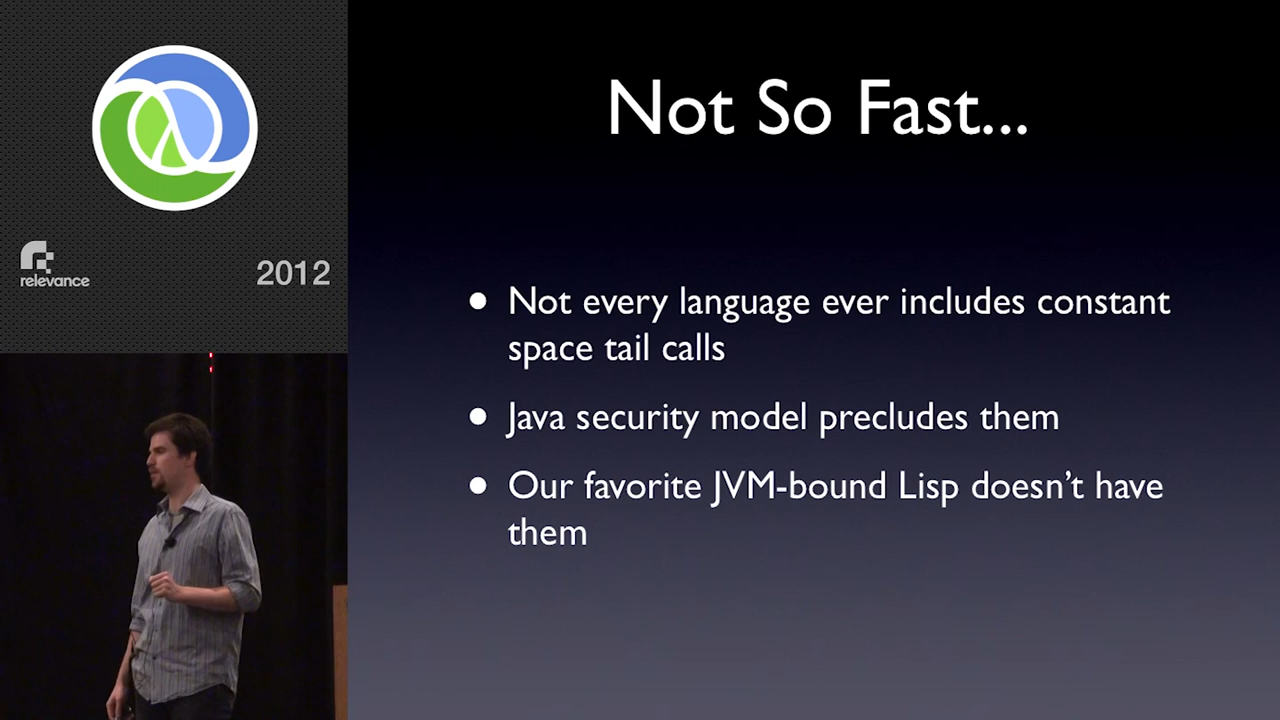 relevance
2012
Not So Fast...
Not every language ever includes constant
space tail calls
Java security model precludes them
Our favorite JVM-bound Lisp doesn't have
them